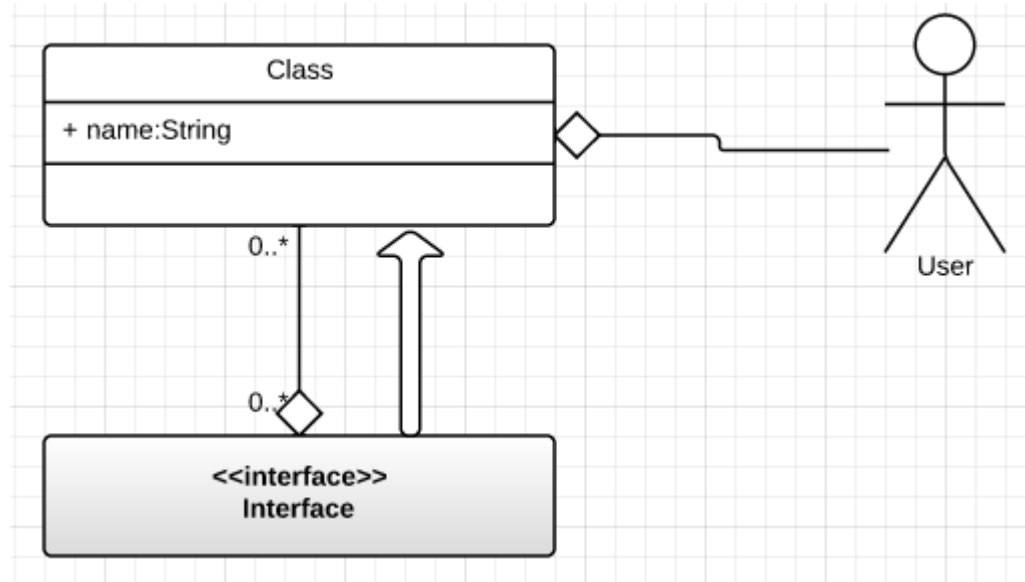 Class
+ name:String
0..*
0..*
User
<<interface>>
Interface